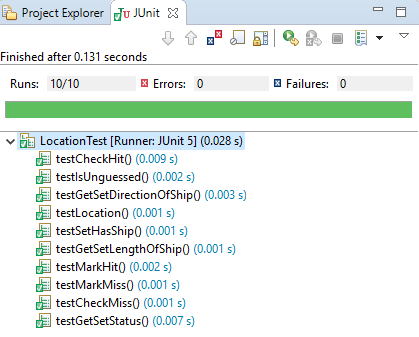 Project Explorer JUnit
Finished after 0.131 seconds
Runs: 10/10 Errors: 0 Failures: 0
LocationTest [Runner: JUnit 5] (0.028 s)
testCheckHit() (0.009 s)
testIsUnguessed() (0.002 s)
testGetSetDirectionOfShip() (0.003 s)
testLocation() (0.001 s)
testSetHasShip() (0.001 s)
testGetSetLengthOfShip() (0.001 s)
testMarkHit() (0.002 s)
testMarkMiss() (0.001 s)
testCheckMiss() (0.001 s)
testGetSetStatus() (0.007 s)